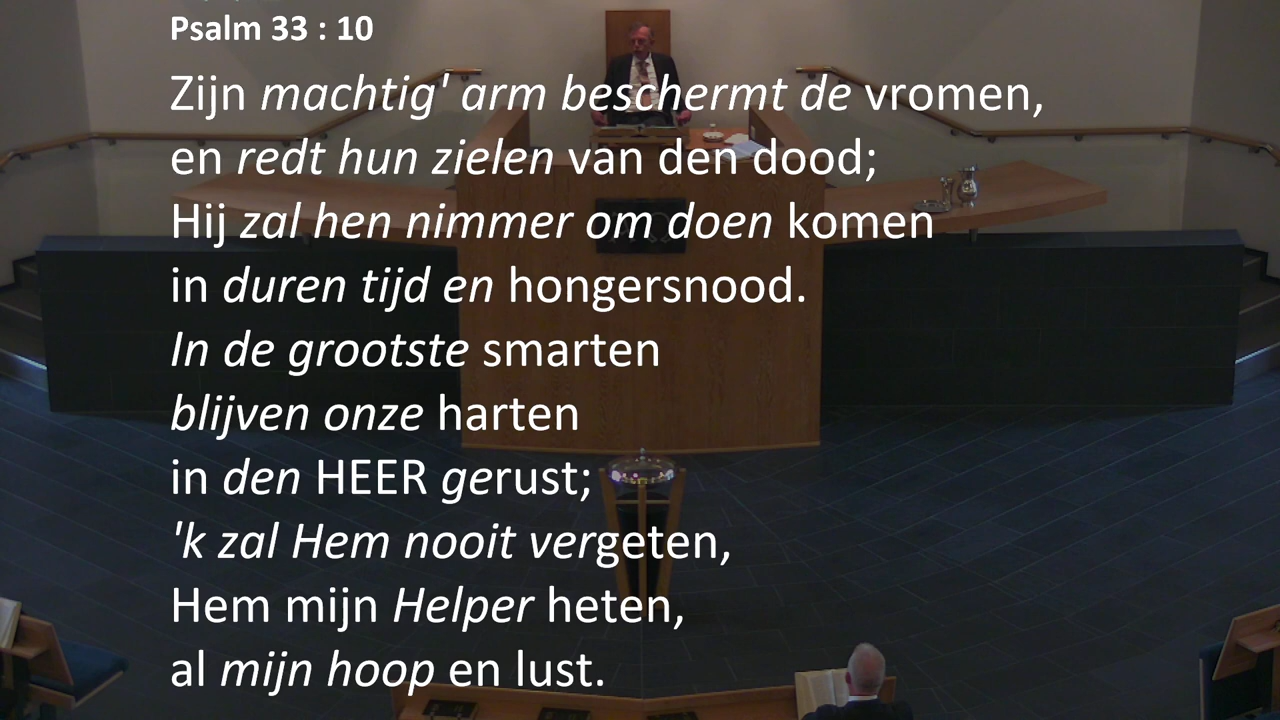 Psalm 33 : 10
Zijn machtig' arm beschermt de vromen,
en redt hun zielen van den dood;
Hij zal hen nimmer om doen komen
in duren tijd en hongersnood.
In de grootste smarten
blijven onze harten
in den HEER gerust;
'k zal Hem nooit vergeten,
Hem mijn Helper heten,
al mijn hoop en lust.